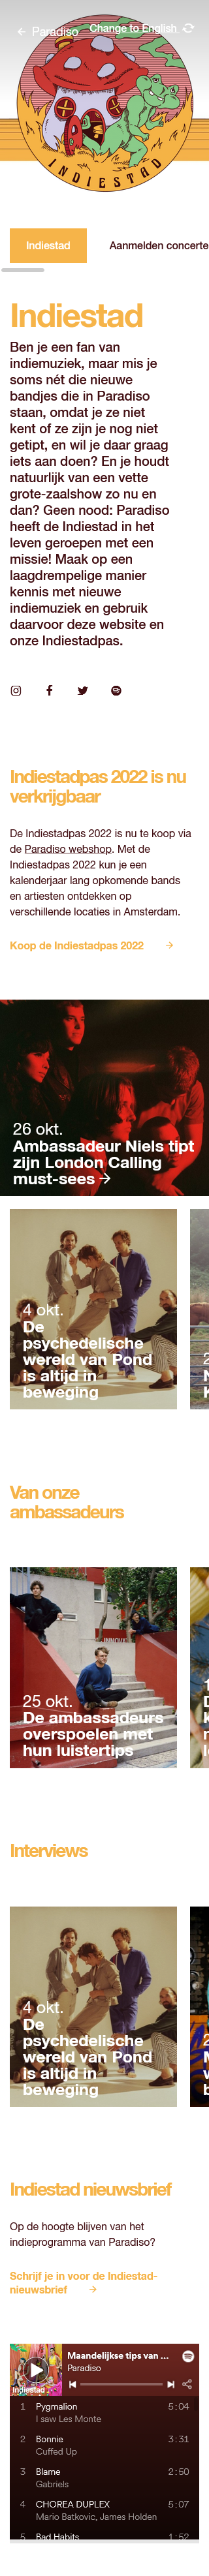 ← Paradiso
Change to English
INDIESTAD
Indiestad
Aanmelden concerte
Indiestad
Ben je een fan van
indiemuziek, maar mis je
soms nét die nieuwe
bandjes die in Paradiso
staan, omdat je ze niet
kent of ze zijn je nog niet
getipt, en wil je daar graag
iets aan doen? En je houdt
natuurlijk van een vette
grote-zaalshow zo nu en
dan? Geen nood: Paradiso
heeft de Indiestad in het
leven geroepen met een
missie! Maak op een
laagdrempelige manier
kennis met nieuwe
indiemuziek en gebruik
daarvoor deze website en
onze Indiestadpas.
Indiestadpas 2022 is nu
verkrijgbaar
De Indiestadpas 2022 is nu te koop via
de Paradiso webshop. Met de
Indiestadpas 2022 kun je een
kalenderjaar lang opkomende bands
en artiesten ontdekken op
verschillende locaties in Amsterdam.
Koop de Indiestadpas 2022 →
26 okt.
Ambassadeur Niels tipt
zijn London Calling
must-sees →
4 okt.
De
psychedelische
wereld van Pond
is altijd in
beweging
Van onze
ambassadeurs
25 okt.
De ambassadeurs
overspoelen met
hun luistertips
Interviews
4 okt.
De
psychedelische
wereld van Pond
is altijd in
beweging
Indiestad nieuwsbrief
Op de hoogte blijven van het
indieprogramma van Paradiso?
Schrijf je in voor de Indiestad-
nieuwsbrief →
Maandelijkse tips van ...
Paradiso
Indiestad
1 Pygmalion 5:04
I saw Les Monte
2 Bonnie 3:31
Cuffed Up
3 Blame 2:50
Gabriels
4 CHOREA DUPLEX 5:07
Mario Batkovic, James Holden
5 Bad Habits 1:52